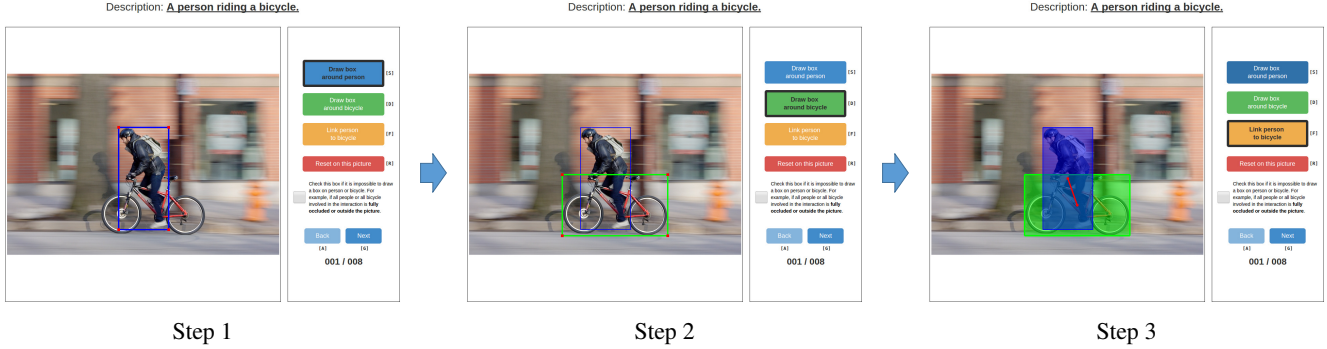 Description: A person riding a bicycle.
Draw box
around person
[S]
Draw box
around bicycle
[D]
Link person
to bicycle
[F]
Reset on this picture
[R]
Check this box if it is impossible to draw
a box on person or bicycle. For
example, if all people or all bicycle
involved in the interaction is fully
occluded or outside the picture.
Back
Next
[A]
[G]
001 / 008
Step 1
Description: A person riding a bicycle.
Draw box
around person
[S]
Draw box
around bicycle
[D]
Link person
to bicycle
[F]
Reset on this picture
[R]
Check this box if it is impossible to draw
a box on person or bicycle. For
example, if all people or all bicycle
involved in the interaction is fully
occluded or outside the picture.
Back
Next
[A]
[G]
001 / 008
Step 2
Description: A person riding a bicycle.
Draw box
around person
[S]
Draw box
around bicycle
[D]
Link person
to bicycle
[F]
Reset on this picture
[R]
Check this box if it is impossible to draw
a box on person or bicycle. For
example, if all people or all bicycle
involved in the interaction is fully
occluded or outside the picture.
Back
Next
[A]
[G]
001 / 008
Step 3